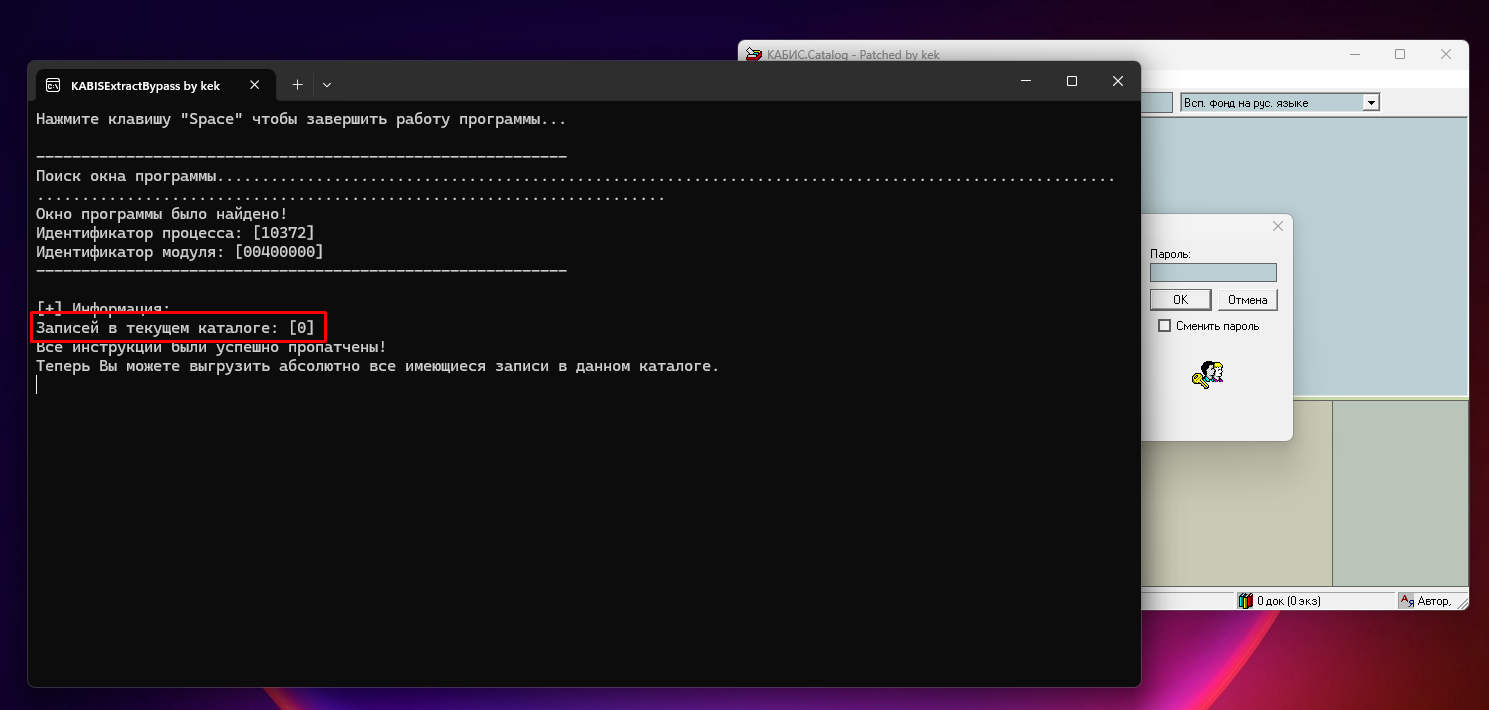 КАБИС.Catalog - Patched by kek
KABISExtractBypass by kek
Всп. фонд на рус. языке
Нажмите клавишу "Space" чтобы завершить работу программы...
-----------------------------------------------------------
Поиск окна программы....................................................................................................
......................................................................
Окно программы было найдено!
Идентификатор процесса: [10372]
Идентификатор модуля: [00400000]
-----------------------------------------------------------
[+] Информация:
Записей в текущем каталоге: [0]
Все инструкции были успешно пропатчены!
Теперь Вы можете выгрузить абсолютно все имеющиеся записи в данном каталоге.
Пароль:
OK
Отмена
Сменить пароль
0 док (0 экз)
Автор,